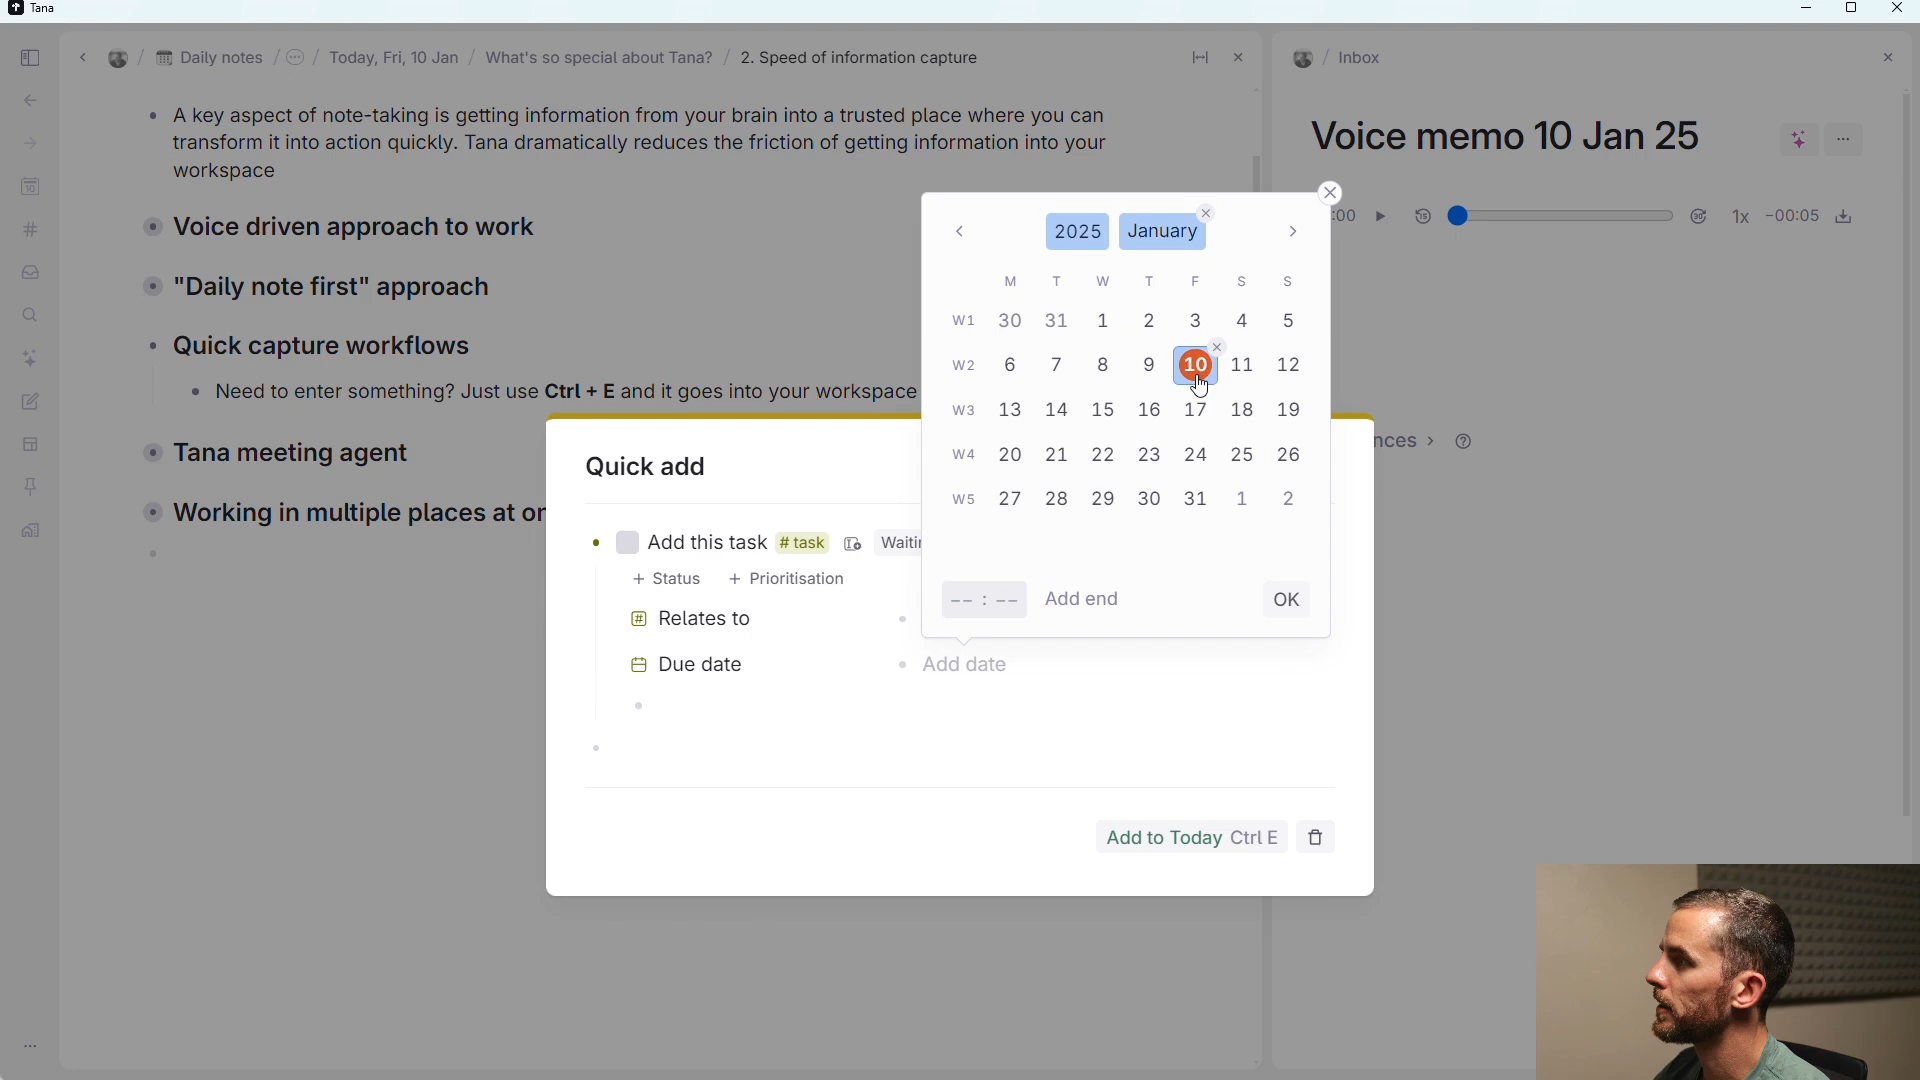 Tana
Daily notes / Today, Fri, 10 Jan / What's so special about Tana? / 2. Speed of information capture
/ Inbox
A key aspect of note-taking is getting information from your brain into a trusted place where you can
transform it into action quickly. Tana dramatically reduces the friction of getting information into your
workspace
Voice driven approach to work
"Daily note first" approach
Quick capture workflows
Need to enter something? Just use Ctrl + E and it goes into your workspace
Tana meeting agent
Working in multiple places at on
Voice memo 10 Jan 25
:00 15 30 1x -00:05
nces
2025 January
M T W T F S S
W1 30 31 1 2 3 4 5
W2 6 7 8 9 10 11 12
W3 13 14 15 16 17 18 19
W4 20 21 22 23 24 25 26
W5 27 28 29 30 31 1 2
-- : -- Add end OK
Quick add
Add this task # task Waitin
+ Status + Prioritisation
Relates to
Due date Add date
Add to Today Ctrl E